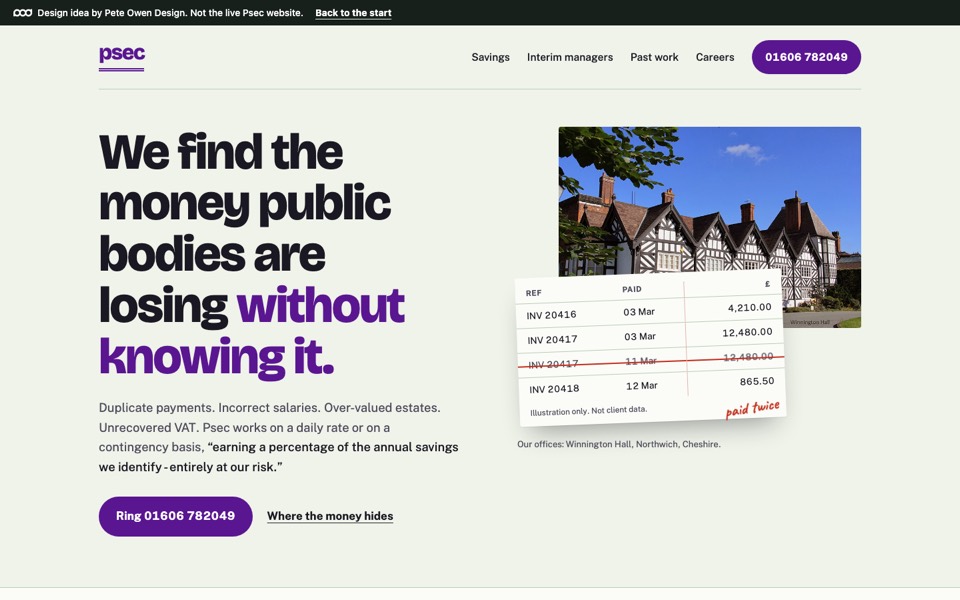 Design idea by Pete Owen Design. Not the live Psec website. Back to the start
psec
Savings Interim managers Past work Careers 01606 782049
We find the
money public
bodies are
losing without
knowing it.
Duplicate payments. Incorrect salaries. Over-valued estates.
Unrecovered VAT. Psec works on a daily rate or on a
contingency basis, “earning a percentage of the annual savings
we identify - entirely at our risk.”
Ring 01606 782049 Where the money hides
REF PAID £
INV 20416 03 Mar 4,210.00
INV 20417 03 Mar 12,480.00
INV 20417 11 Mar 12,480.00
INV 20418 12 Mar 865.50
Illustration only. Not client data. paid twice
Winnington Hall
Our offices: Winnington Hall, Northwich, Cheshire.